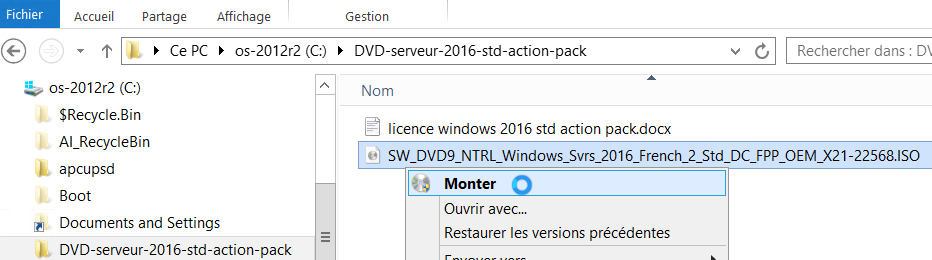 Fichier Accueil Partage Affichage Gestion
Ce PC os-2012r2 (C:) DVD-serveur-2016-std-action-pack Rechercher dans : DV
os-2012r2 (C:)
$Recycle.Bin
AI_RecycleBin
apcupsd
Boot
Documents and Settings
DVD-serveur-2016-std-action-pack
Nom
licence windows 2016 std action pack.docx
SW_DVD9_NTRL_Windows_Svrs_2016_French_2_Std_DC_FPP_OEM_X21-22568.ISO
Monter
Ouvrir avec...
Restaurer les versions précédentes
Envoyer vers